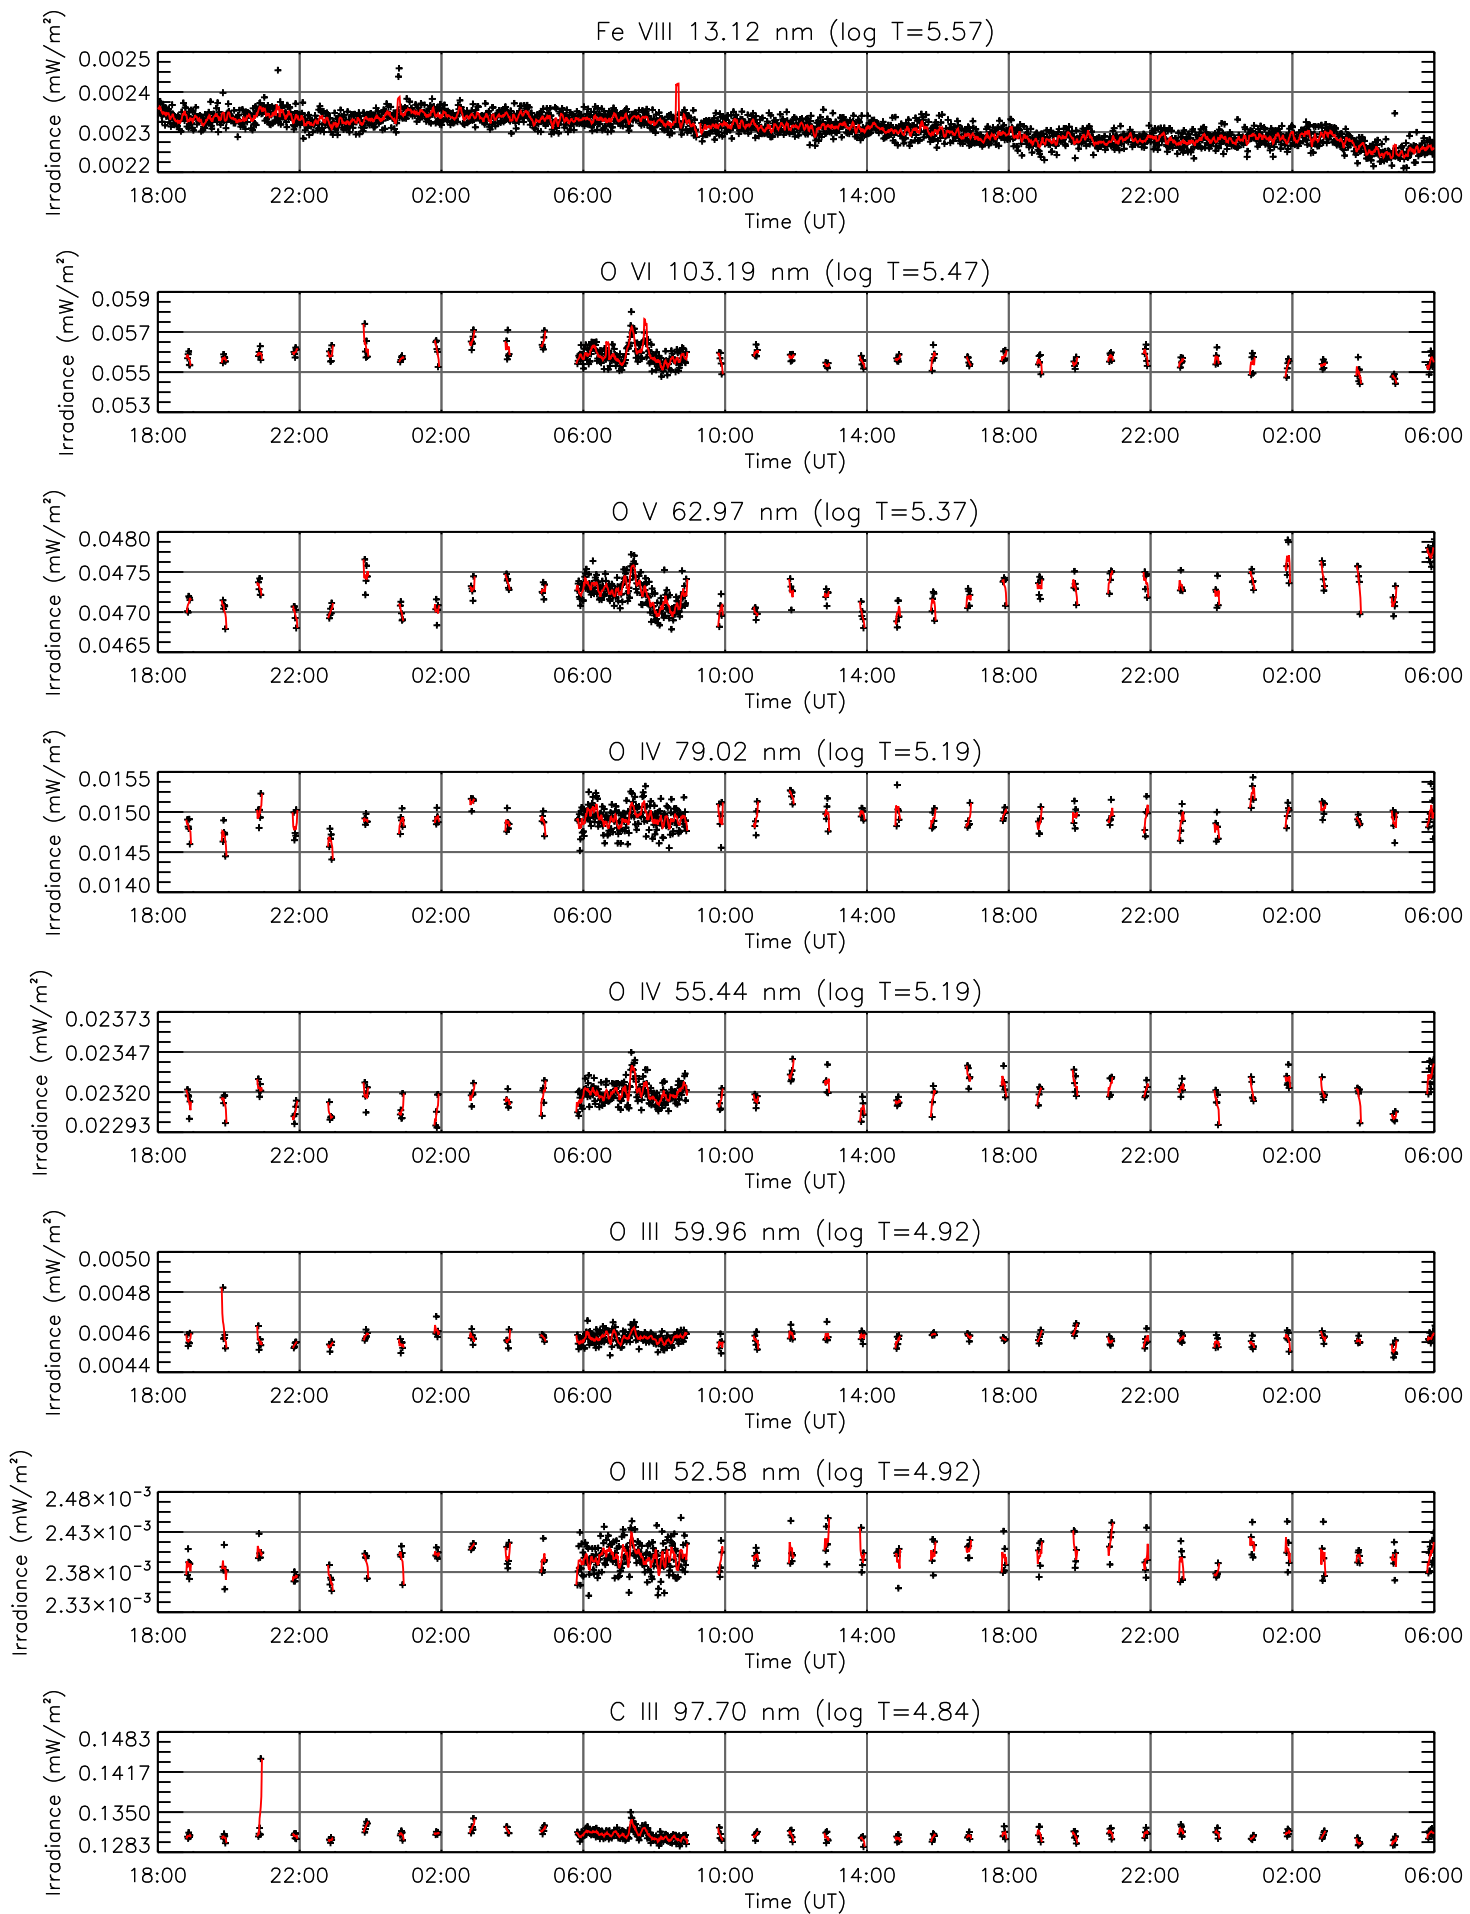 Fe VIII 13.12 nm (log T=5.57)
Irradiance (mW/m²)
0.0025
0.0024
0.0023
0.0022
18:00 22:00 02:00 06:00 10:00 14:00 18:00 22:00 02:00 06:00
Time (UT)
O VI 103.19 nm (log T=5.47)
Irradiance (mW/m²)
0.059
0.057
0.055
0.053
18:00 22:00 02:00 06:00 10:00 14:00 18:00 22:00 02:00 06:00
Time (UT)
O V 62.97 nm (log T=5.37)
Irradiance (mW/m²)
0.0480
0.0475
0.0470
0.0465
18:00 22:00 02:00 06:00 10:00 14:00 18:00 22:00 02:00 06:00
Time (UT)
O IV 79.02 nm (log T=5.19)
Irradiance (mW/m²)
0.0155
0.0150
0.0145
0.0140
18:00 22:00 02:00 06:00 10:00 14:00 18:00 22:00 02:00 06:00
Time (UT)
O IV 55.44 nm (log T=5.19)
Irradiance (mW/m²)
0.02373
0.02347
0.02320
0.02293
18:00 22:00 02:00 06:00 10:00 14:00 18:00 22:00 02:00 06:00
Time (UT)
O III 59.96 nm (log T=4.92)
Irradiance (mW/m²)
0.0050
0.0048
0.0046
0.0044
18:00 22:00 02:00 06:00 10:00 14:00 18:00 22:00 02:00 06:00
Time (UT)
O III 52.58 nm (log T=4.92)
Irradiance (mW/m²)
2.48×10⁻³
2.43×10⁻³
2.38×10⁻³
2.33×10⁻³
18:00 22:00 02:00 06:00 10:00 14:00 18:00 22:00 02:00 06:00
Time (UT)
C III 97.70 nm (log T=4.84)
Irradiance (mW/m²)
0.1483
0.1417
0.1350
0.1283
18:00 22:00 02:00 06:00 10:00 14:00 18:00 22:00 02:00 06:00
Time (UT)